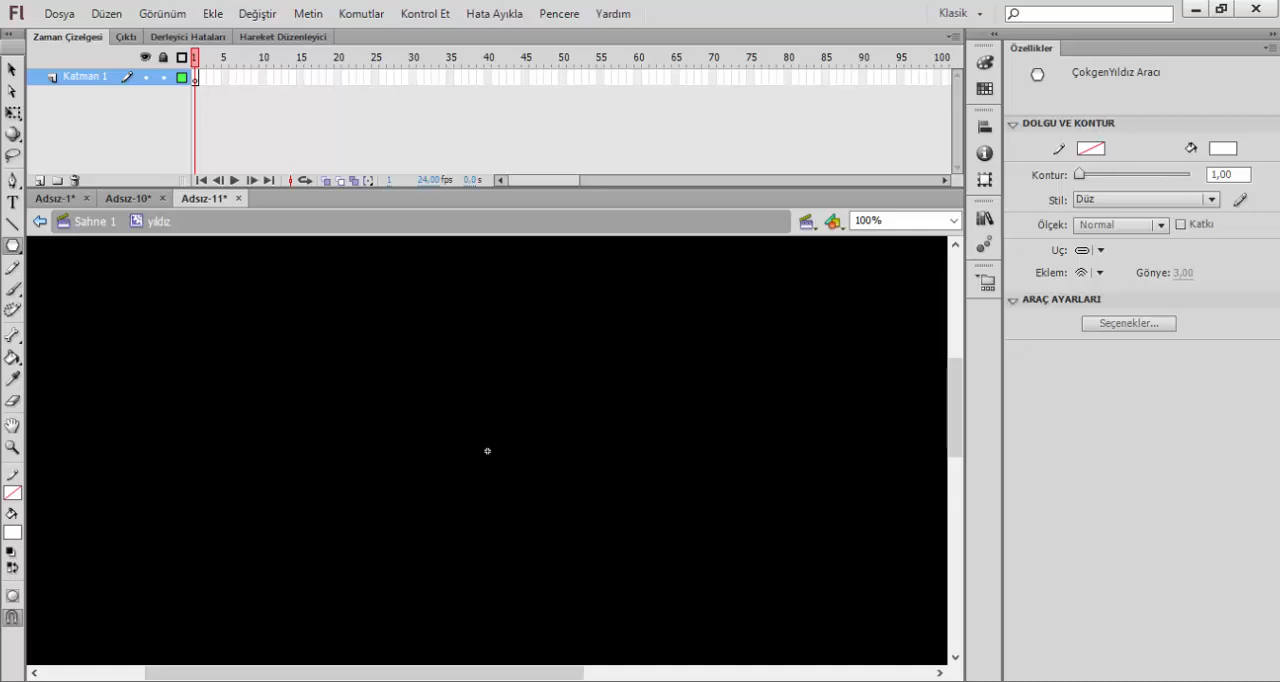 Fl Dosya Düzen Görünüm Ekle Değiştir Metin Komutlar Kontrol Et Hata Ayıkla Pencere Yardım Klasik
Zaman Çizelgesi Çıktı Derleyici Hataları Hareket Düzenleyici
1 5 10 15 20 25 30 35 40 45 50 55 60 65 70 75 80 85 90 95 100
Katman 1
1 24.00 fps 0,0 s
Adsız-1* × Adsız-10* × Adsız-11* ×
Sahne 1 yıldız 100%
Özellikler
ÇokgenYıldız Aracı
DOLGU VE KONTUR
Kontur: 1,00
Stil: Düz
Ölçek: Normal Katkı
Uç:
Eklem: Gönye: 3,00
ARAÇ AYARLARI
Seçenekler...